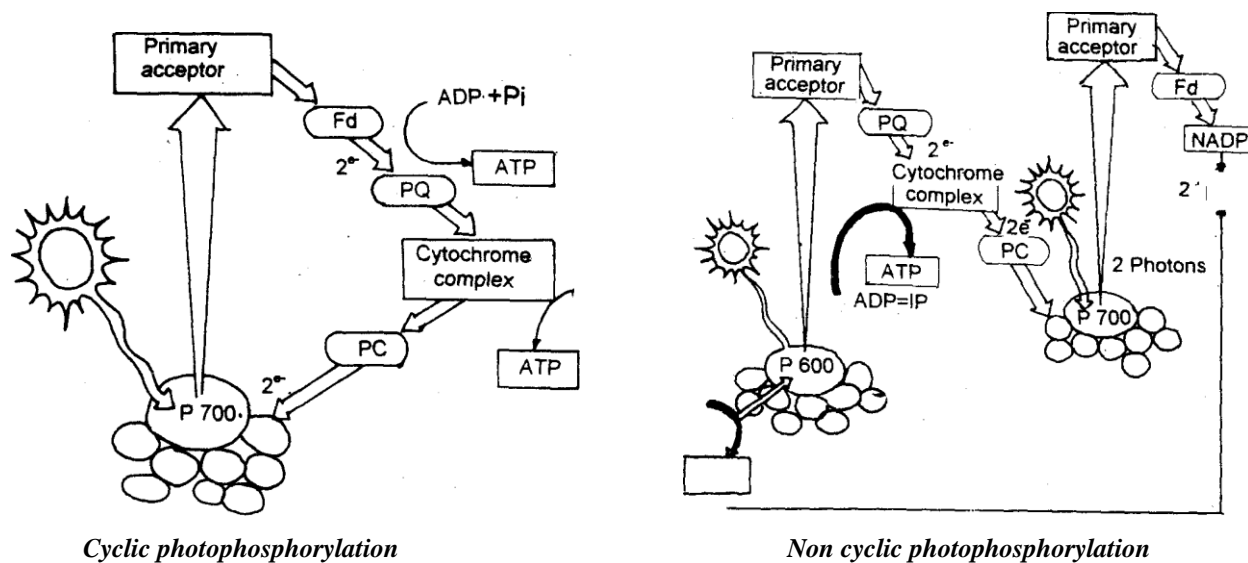 Primary
acceptor
Fd
ADP+Pi
2e-
ATP
PQ
Cytochrome
complex
PC
ATP
2e-
P 700
Cyclic photophosphorylation
Primary
acceptor
Primary
acceptor
Fd
PQ
NADP
2e-
Cytochrome
complex
2
2e-
PC
ATP
2 Photons
ADP=IP
P 700
P 600
Non cyclic photophosphorylation